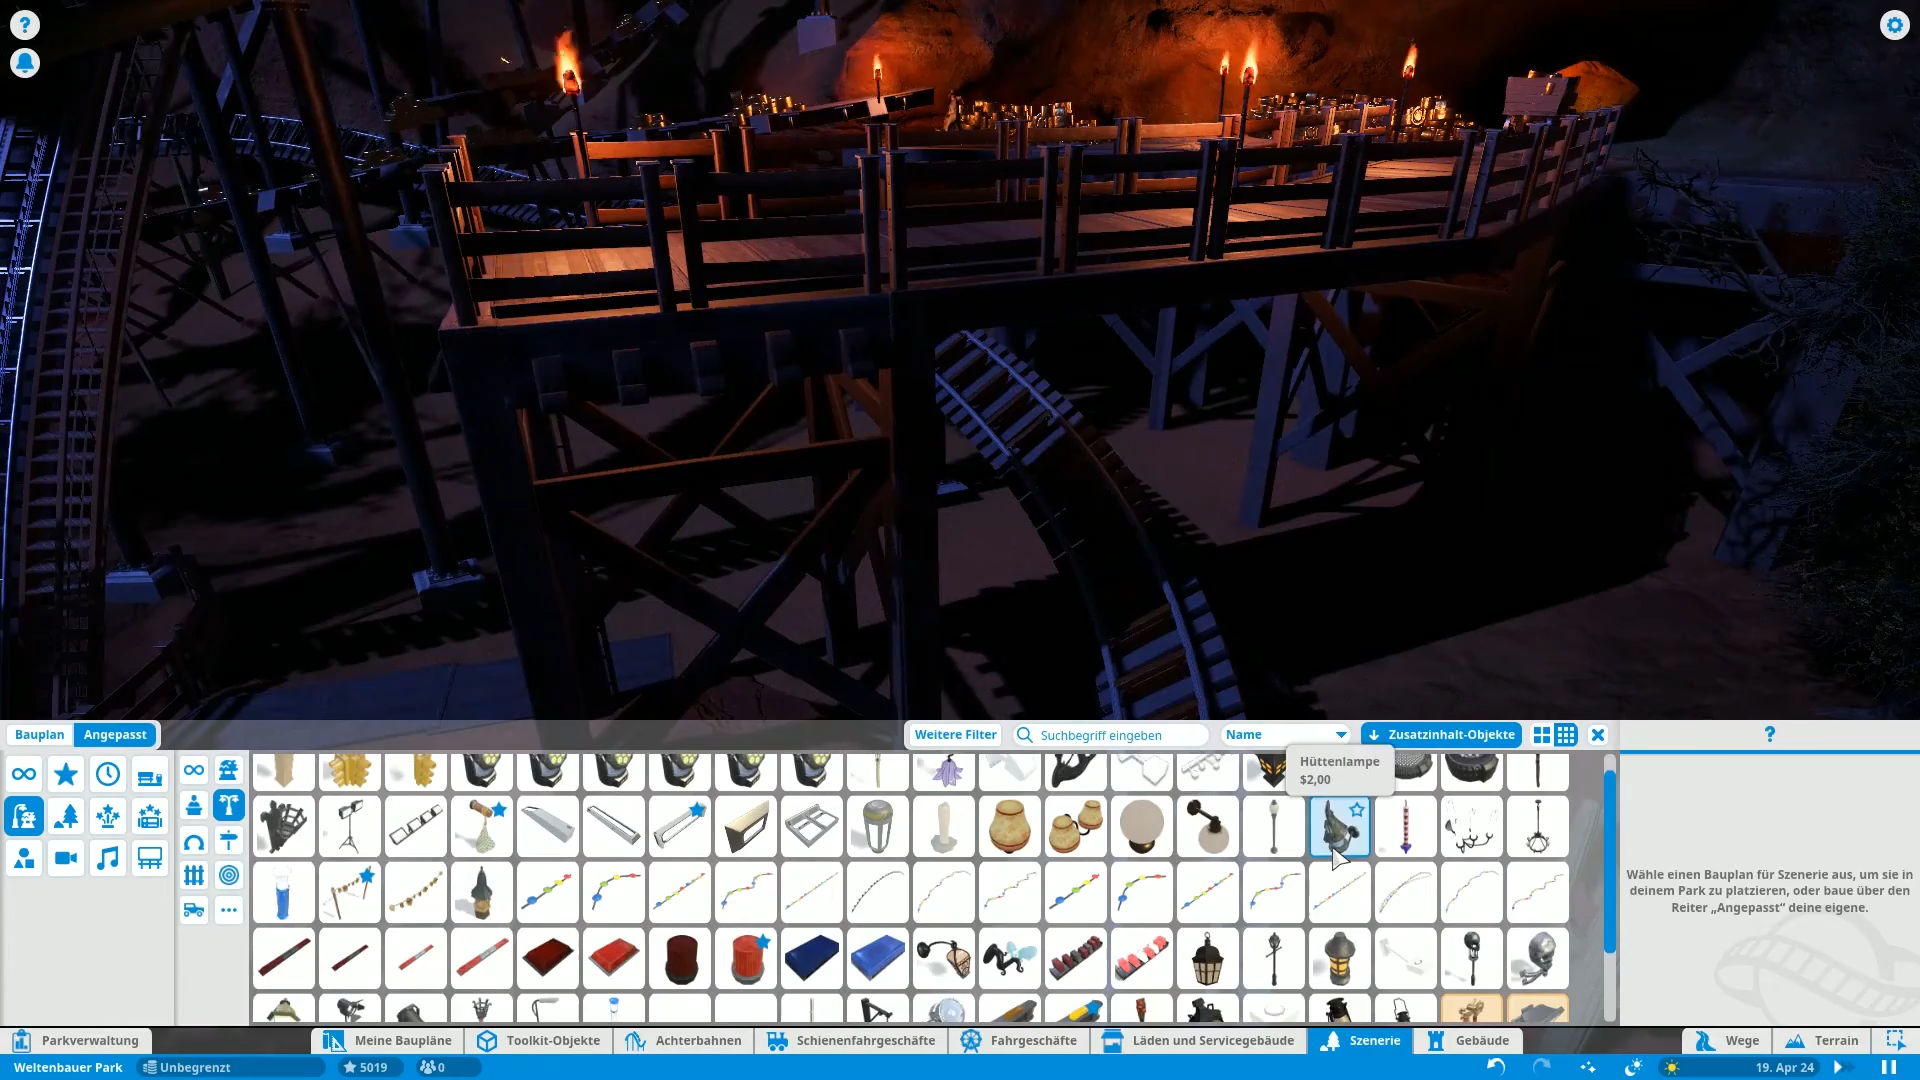 Bauplan
Angepasst
Weitere Filter
Suchbegriff eingeben
Name
Zusatzinhalt-Objekte
?
Hüttenlampe
$2,00
Wähle einen Bauplan für Szenerie aus, um sie in
deinem Park zu platzieren, oder baue über den
Reiter „Angepasst“ deine eigene.
Parkverwaltung
Meine Baupläne
Toolkit-Objekte
Achterbahnen
Schienenfahrgeschäfte
Fahrgeschäfte
Läden und Servicegebäude
Szenerie
Gebäude
Wege
Terrain
Weltenbauer Park
Unbegrenzt
5019
0
19. Apr 24